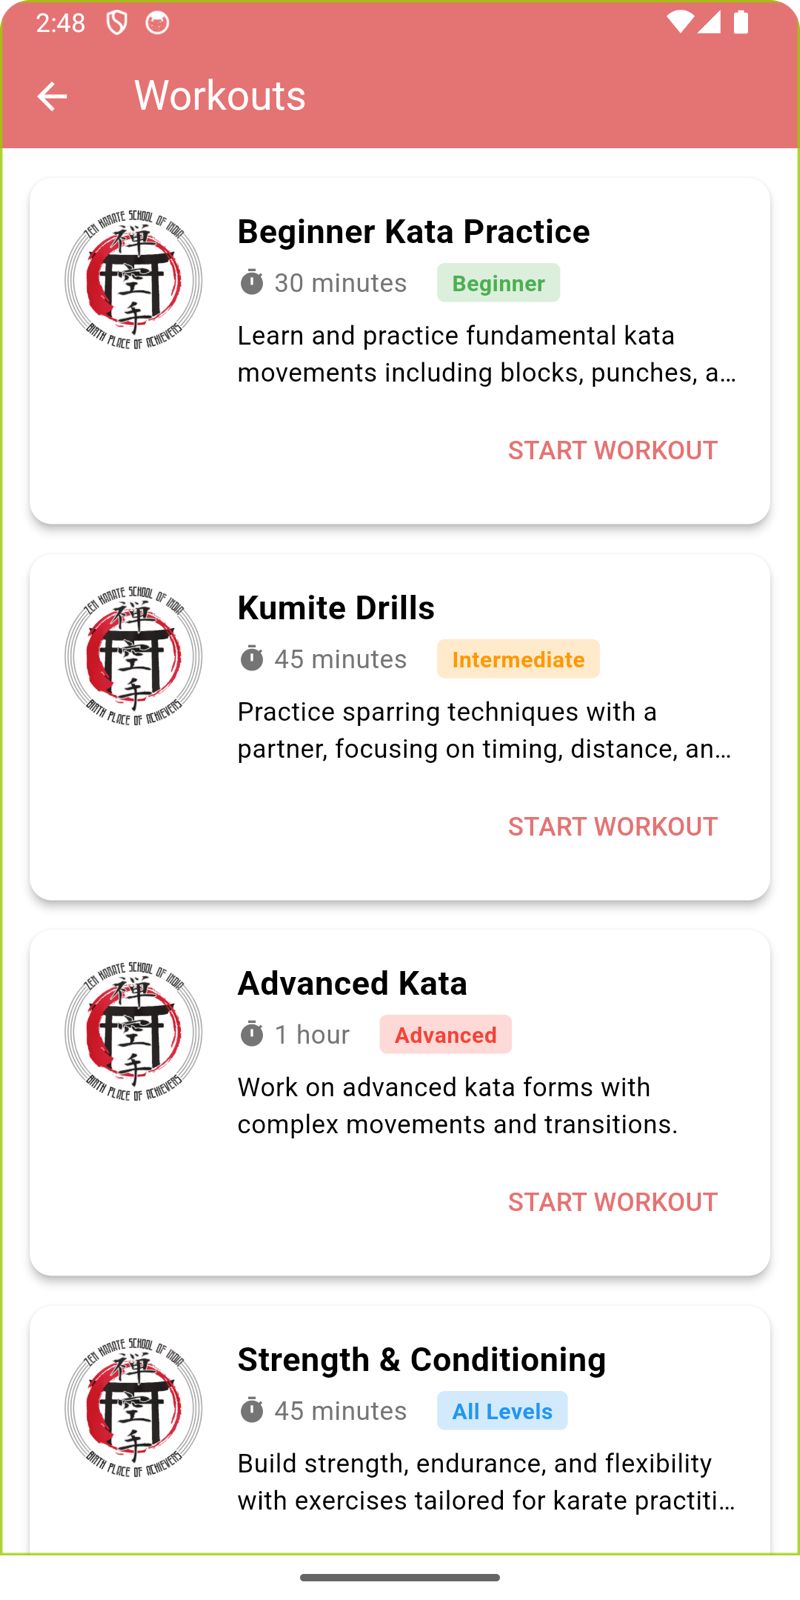 2:48
Workouts
ZEN KARATE SCHOOL OF INDIA
禅
空
手
BIRTH PLACE OF ACHIEVERS
Beginner Kata Practice
30 minutes Beginner
Learn and practice fundamental kata
movements including blocks, punches, a...
START WORKOUT
ZEN KARATE SCHOOL OF INDIA
禅
空
手
BIRTH PLACE OF ACHIEVERS
Kumite Drills
45 minutes Intermediate
Practice sparring techniques with a
partner, focusing on timing, distance, an...
START WORKOUT
ZEN KARATE SCHOOL OF INDIA
禅
空
手
BIRTH PLACE OF ACHIEVERS
Advanced Kata
1 hour Advanced
Work on advanced kata forms with
complex movements and transitions.
START WORKOUT
ZEN KARATE SCHOOL OF INDIA
禅
空
手
BIRTH PLACE OF ACHIEVERS
Strength & Conditioning
45 minutes All Levels
Build strength, endurance, and flexibility
with exercises tailored for karate practiti...